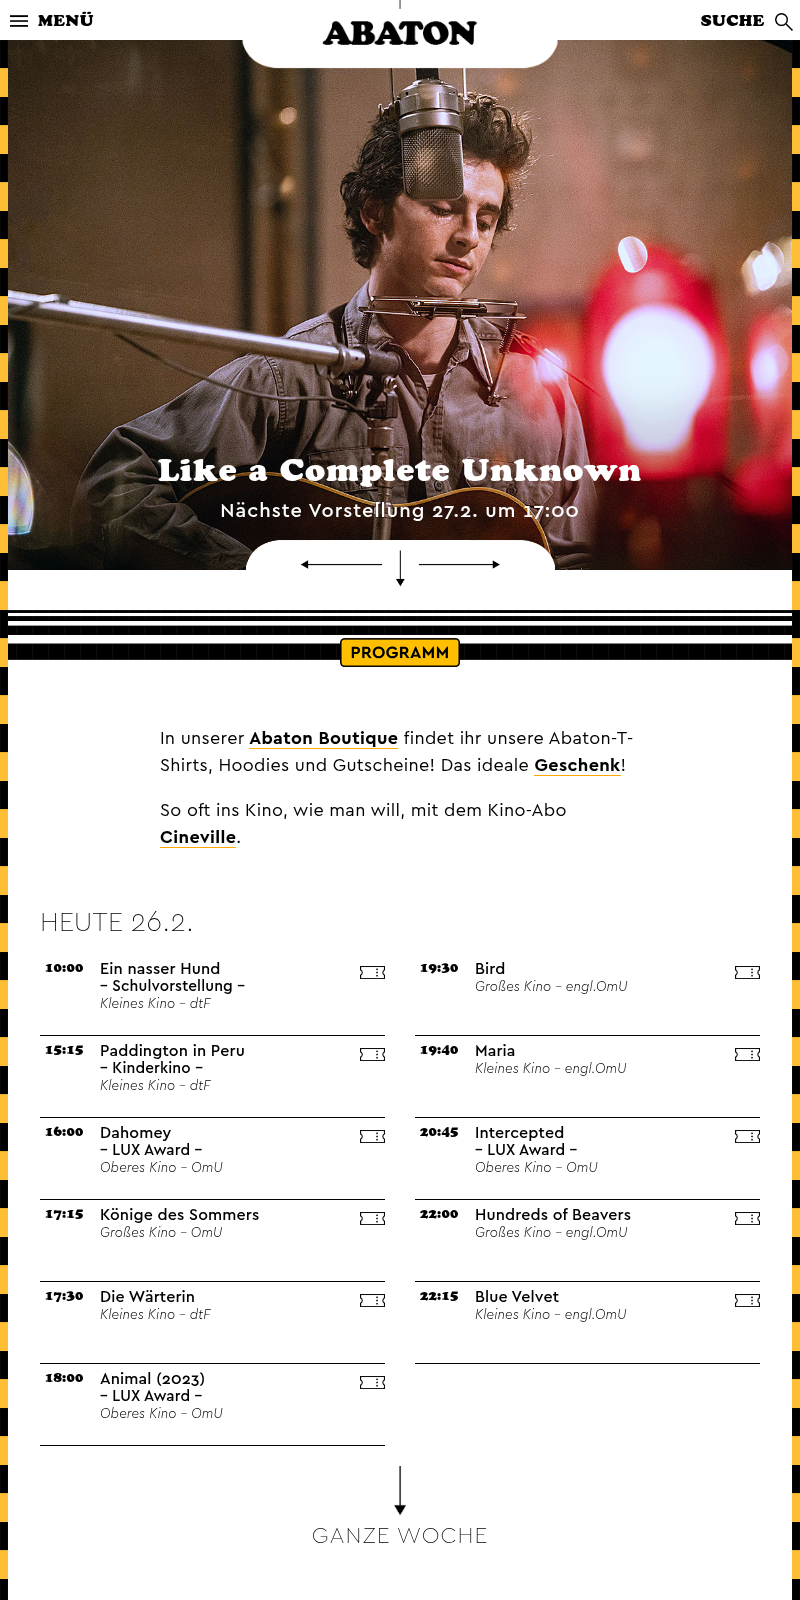 MENÜ
ABATON
SUCHE
Like a Complete Unknown
Nächste Vorstellung 27.2. um 17:00
PROGRAMM
In unserer Abaton Boutique findet ihr unsere Abaton-T-
Shirts, Hoodies und Gutscheine! Das ideale Geschenk!
So oft ins Kino, wie man will, mit dem Kino-Abo
Cineville.
HEUTE 26.2.
10:00 Ein nasser Hund
– Schulvorstellung –
Kleines Kino – dtF
15:15 Paddington in Peru
– Kinderkino –
Kleines Kino – dtF
16:00 Dahomey
– LUX Award –
Oberes Kino – OmU
17:15 Könige des Sommers
Großes Kino – OmU
17:30 Die Wärterin
Kleines Kino – dtF
18:00 Animal (2023)
– LUX Award –
Oberes Kino – OmU
19:30 Bird
Großes Kino – engl.OmU
19:40 Maria
Kleines Kino – engl.OmU
20:45 Intercepted
– LUX Award –
Oberes Kino – OmU
22:00 Hundreds of Beavers
Großes Kino – engl.OmU
22:15 Blue Velvet
Kleines Kino – engl.OmU
GANZE WOCHE